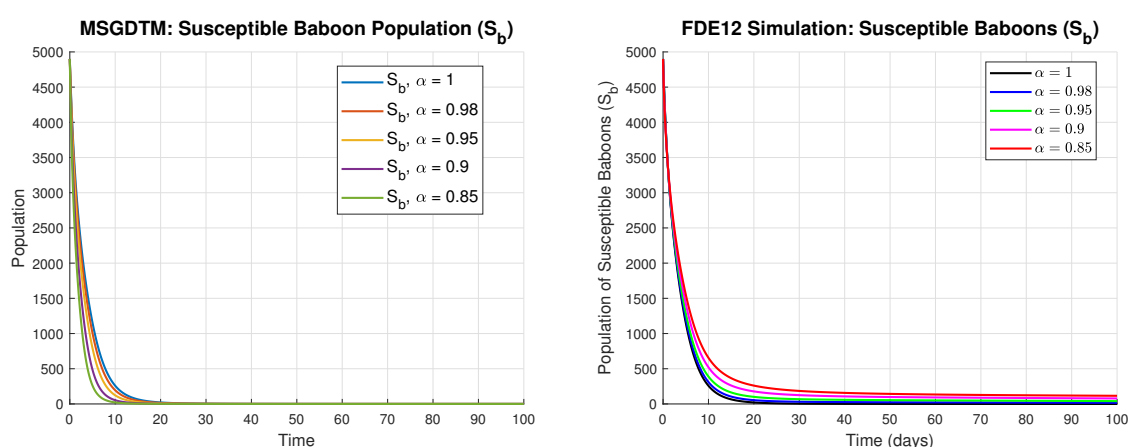 MSGDTM: Susceptible Baboon Population (S_b)
5000
4500
4000
3500
3000
2500
2000
1500
1000
500
0
Population
S_b, α = 1
S_b, α = 0.98
S_b, α = 0.95
S_b, α = 0.9
S_b, α = 0.85
0 10 20 30 40 50 60 70 80 90 100
Time
FDE12 Simulation: Susceptible Baboons (S_b)
5000
4500
4000
3500
3000
2500
2000
1500
1000
500
0
Population of Susceptible Baboons (S_b)
α = 1
α = 0.98
α = 0.95
α = 0.9
α = 0.85
0 10 20 30 40 50 60 70 80 90 100
Time (days)